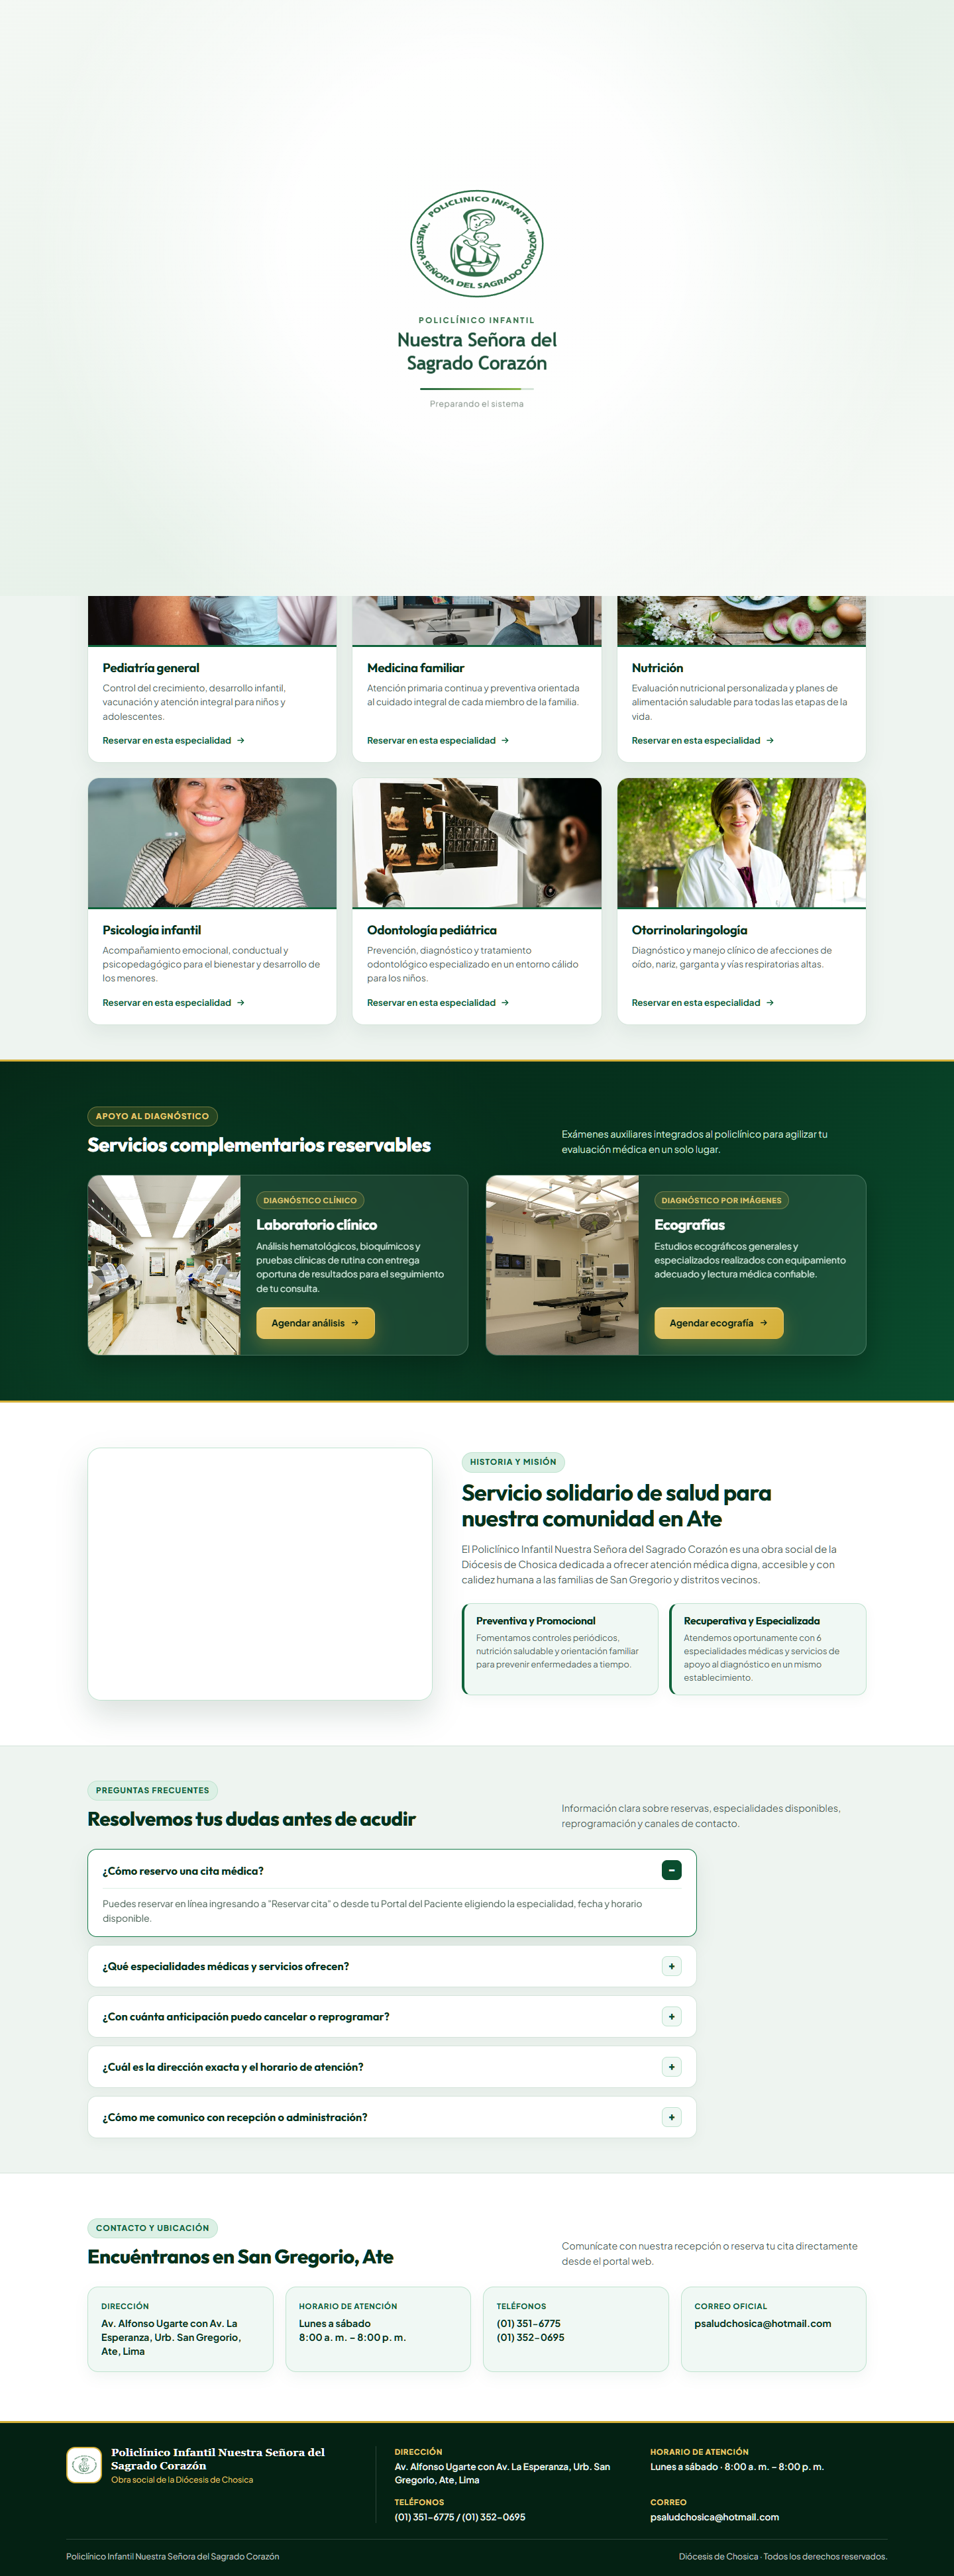 POLICLINICO INFANTIL
NUESTRA SEÑORA DEL SAGRADO CORAZÓN
POLICLÍNICO INFANTIL
Nuestra Señora del
Sagrado Corazón
Preparando el sistema
Pediatría general
Control del crecimiento, desarrollo infantil,
vacunación y atención integral para niños y
adolescentes.
Reservar en esta especialidad →
Medicina familiar
Atención primaria continua y preventiva orientada
al cuidado integral de cada miembro de la familia.
Reservar en esta especialidad →
Nutrición
Evaluación nutricional personalizada y planes de
alimentación saludable para todas las etapas de la
vida.
Reservar en esta especialidad →
Psicología infantil
Acompañamiento emocional, conductual y
psicopedagógico para el bienestar y desarrollo de
los menores.
Reservar en esta especialidad →
Odontología pediátrica
Prevención, diagnóstico y tratamiento
odontológico especializado en un entorno cálido
para los niños.
Reservar en esta especialidad →
Otorrinolaringología
Diagnóstico y manejo clínico de afecciones de
oído, nariz, garganta y vías respiratorias altas.
Reservar en esta especialidad →
APOYO AL DIAGNÓSTICO
Servicios complementarios reservables
Exámenes auxiliares integrados al policlínico para agilizar tu
evaluación médica en un solo lugar.
DIAGNÓSTICO CLÍNICO
Laboratorio clínico
Análisis hematológicos, bioquímicos y
pruebas clínicas de rutina con entrega
oportuna de resultados para el seguimiento
de tu consulta.
Agendar análisis →
DIAGNÓSTICO POR IMÁGENES
Ecografías
Estudios ecográficos generales y
especializados realizados con equipamiento
adecuado y lectura médica confiable.
Agendar ecografía →
HISTORIA Y MISIÓN
Servicio solidario de salud para
nuestra comunidad en Ate
El Policlínico Infantil Nuestra Señora del Sagrado Corazón es una obra social de la
Diócesis de Chosica dedicada a ofrecer atención médica digna, accesible y con
calidez humana a las familias de San Gregorio y distritos vecinos.
Preventiva y Promocional
Fomentamos controles periódicos,
nutrición saludable y orientación familiar
para prevenir enfermedades a tiempo.
Recuperativa y Especializada
Atendemos oportunamente con 6
especialidades médicas y servicios de
apoyo al diagnóstico en un mismo
establecimiento.
PREGUNTAS FRECUENTES
Resolvemos tus dudas antes de acudir
Información clara sobre reservas, especialidades disponibles,
reprogramación y canales de contacto.
¿Cómo reservo una cita médica? −
Puedes reservar en línea ingresando a "Reservar cita" o desde tu Portal del Paciente eligiendo la especialidad, fecha y horario
disponible.
¿Qué especialidades médicas y servicios ofrecen? +
¿Con cuánta anticipación puedo cancelar o reprogramar? +
¿Cuál es la dirección exacta y el horario de atención? +
¿Cómo me comunico con recepción o administración? +
CONTACTO Y UBICACIÓN
Encuéntranos en San Gregorio, Ate
Comunícate con nuestra recepción o reserva tu cita directamente
desde el portal web.
DIRECCIÓN
Av. Alfonso Ugarte con Av. La
Esperanza, Urb. San Gregorio,
Ate, Lima
HORARIO DE ATENCIÓN
Lunes a sábado
8:00 a. m. – 8:00 p. m.
TELÉFONOS
(01) 351-6775
(01) 352-0695
CORREO OFICIAL
psaludchosica@hotmail.com
Policlínico Infantil Nuestra Señora del
Sagrado Corazón
Obra social de la Diócesis de Chosica
DIRECCIÓN
Av. Alfonso Ugarte con Av. La Esperanza, Urb. San
Gregorio, Ate, Lima
HORARIO DE ATENCIÓN
Lunes a sábado · 8:00 a. m. – 8:00 p. m.
TELÉFONOS
(01) 351-6775 / (01) 352-0695
CORREO
psaludchosica@hotmail.com
Policlínico Infantil Nuestra Señora del Sagrado Corazón
Diócesis de Chosica · Todos los derechos reservados.